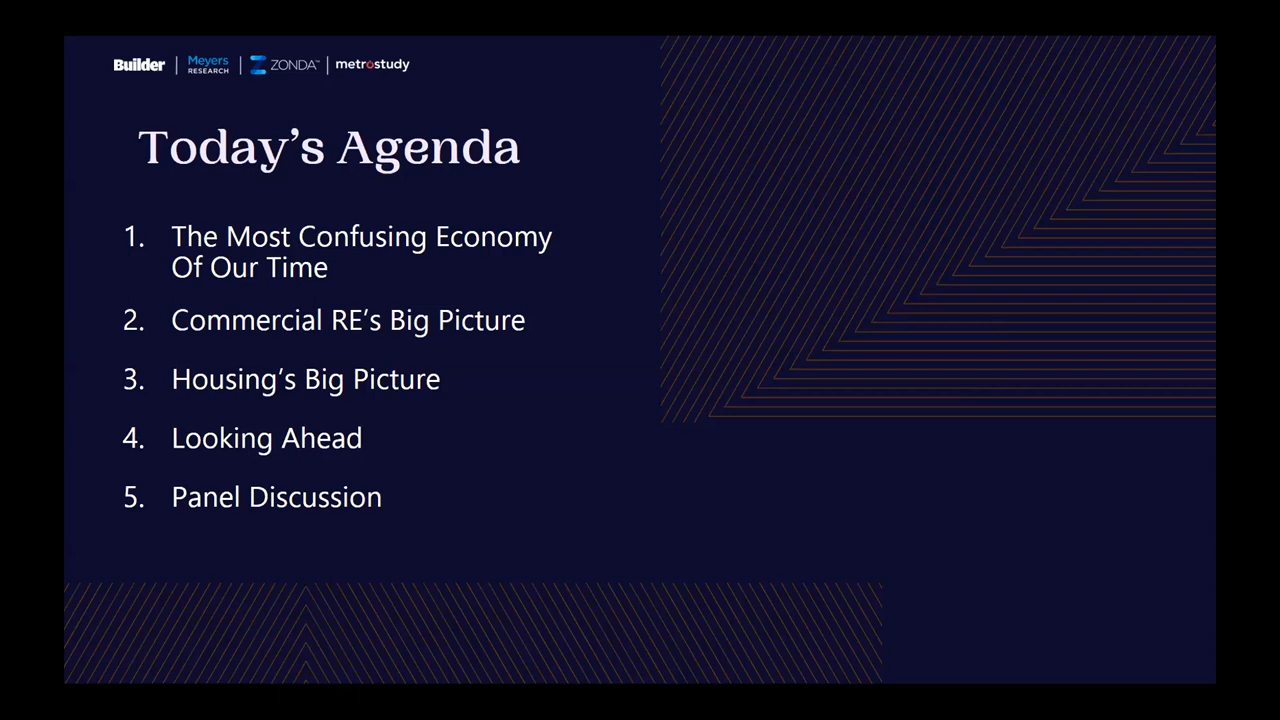 Builder | Meyers RESEARCH | ZONDA™ | metrostudy
Today's Agenda
1. The Most Confusing Economy
Of Our Time
2. Commercial RE's Big Picture
3. Housing's Big Picture
4. Looking Ahead
5. Panel Discussion